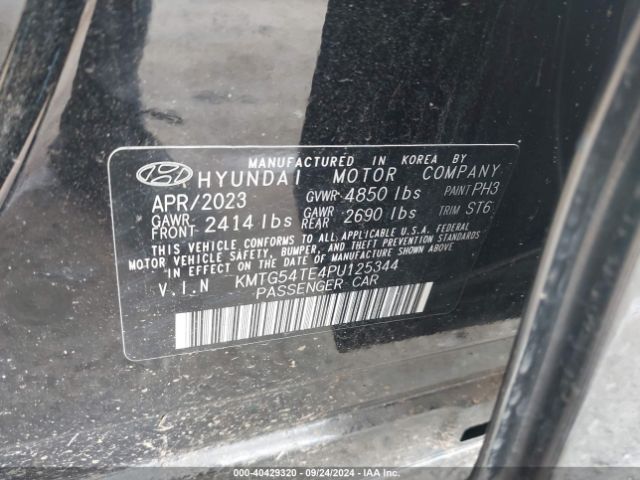 MANUFACTURED IN KOREA BY
HYUNDAI MOTOR COMPANY
APR/2023 GVWR 4850 lbs PAINT PH3
GAWR FRONT 2414 lbs GAWR REAR 2690 lbs TRIM ST6
THIS VEHICLE CONFORMS TO ALL APPLICABLE U.S.A. FEDERAL
MOTOR VEHICLE SAFETY, BUMPER, AND THEFT PREVENTION STANDARDS
IN EFFECT ON THE DATE OF MANUFACTURE SHOWN ABOVE
V.I.N KMTG54TE4PU125344
PASSENGER CAR
000-40429320 - 09/24/2024 - IAA Inc.